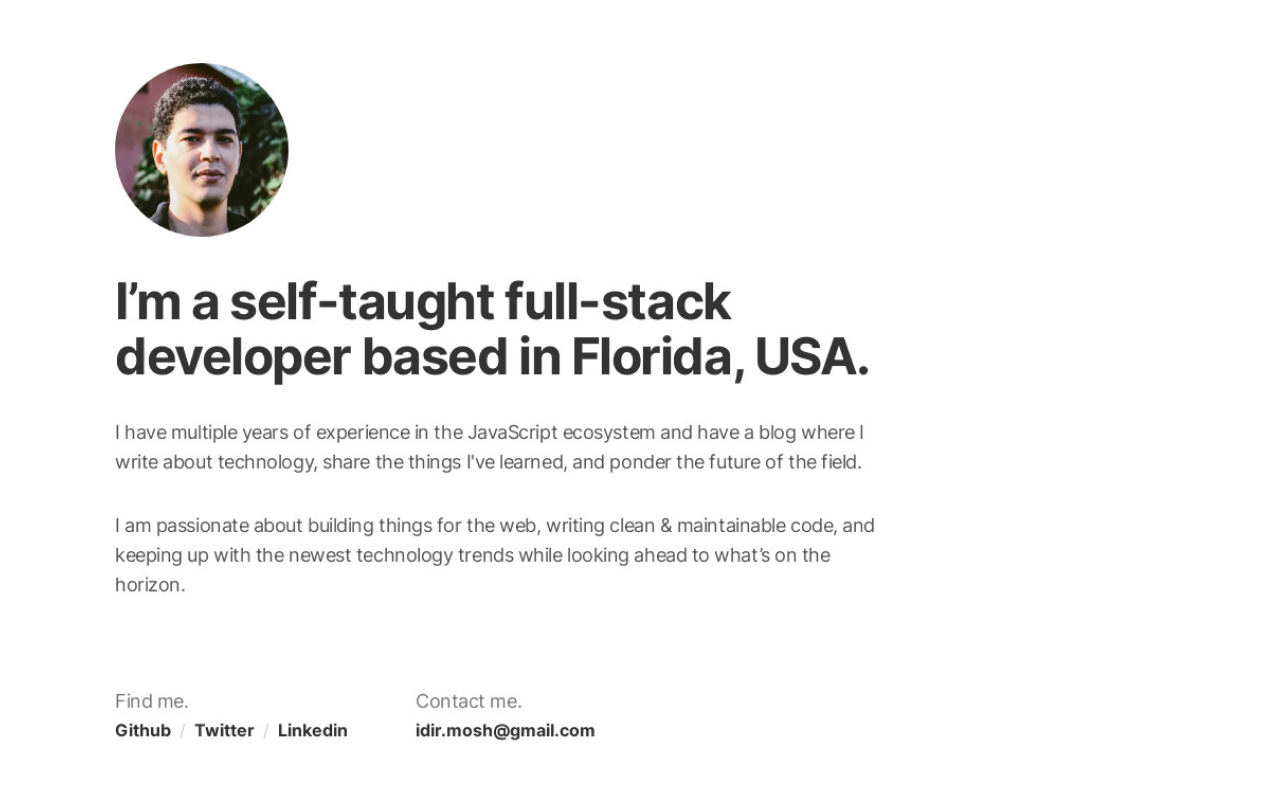 I’m a self-taught full-stack
developer based in Florida, USA.
I have multiple years of experience in the JavaScript ecosystem and have a blog where I
write about technology, share the things I've learned, and ponder the future of the field.
I am passionate about building things for the web, writing clean & maintainable code, and
keeping up with the newest technology trends while looking ahead to what’s on the
horizon.
Find me.
Github / Twitter / Linkedin
Contact me.
idir.mosh@gmail.com